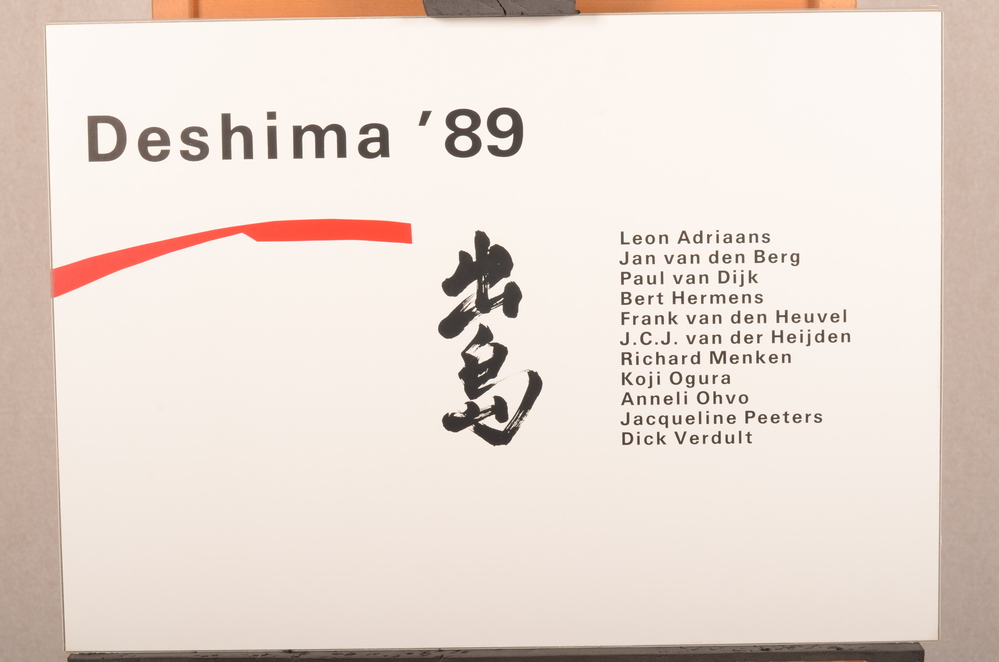 Deshima ’89
出島
Leon Adriaans
Jan van den Berg
Paul van Dijk
Bert Hermens
Frank van den Heuvel
J.C.J. van der Heijden
Richard Menken
Koji Ogura
Anneli Ohvo
Jacqueline Peeters
Dick Verdult